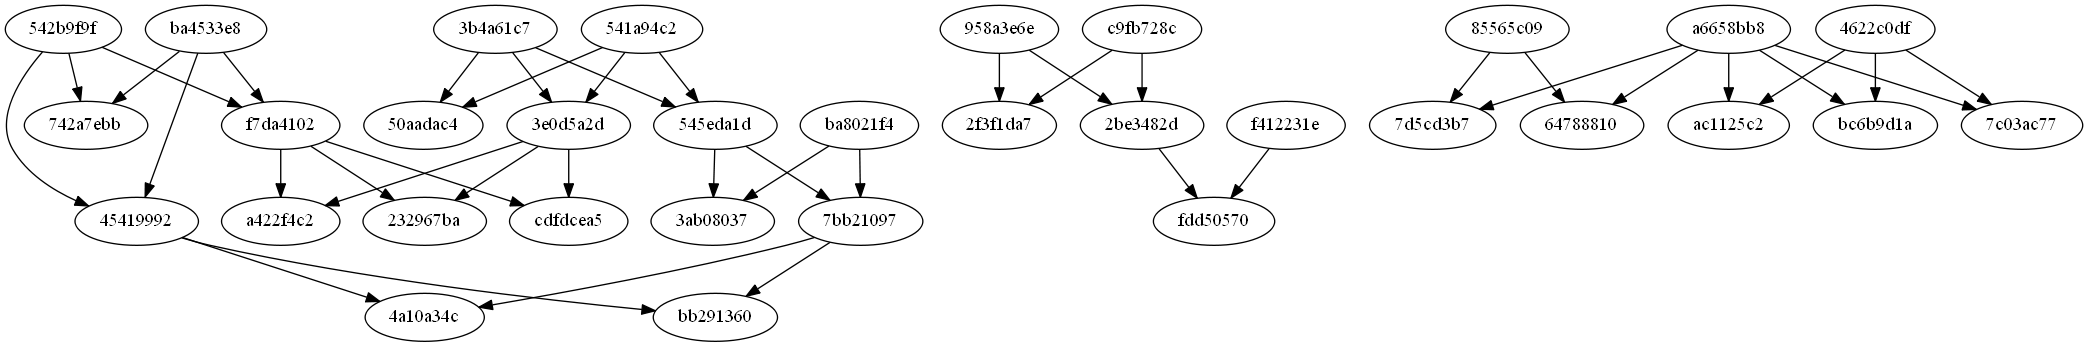 542b9f9f ba4533e8 3b4a61c7 541a94c2 958a3e6e c9fb728c 85565c09 a6658bb8 4622c0df
742a7ebb f7da4102 50aadac4 3e0d5a2d 545eda1d ba8021f4 2f3f1da7 2be3482d f412231e 7d5cd3b7 64788810 ac1125c2 bc6b9d1a 7c03ac77
45419992 a422f4c2 232967ba cdfdcea5 3ab08037 7bb21097 fdd50570
4a10a34c bb291360